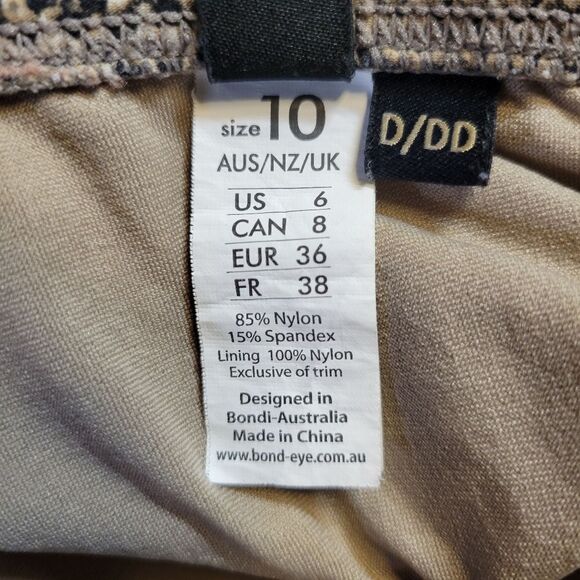 size 10
D/DD
AUS/NZ/UK
US 6
CAN 8
EUR 36
FR 38
85% Nylon
15% Spandex
Lining 100% Nylon
Exclusive of trim
Designed in
Bondi-Australia
Made in China
www.bond-eye.com.au